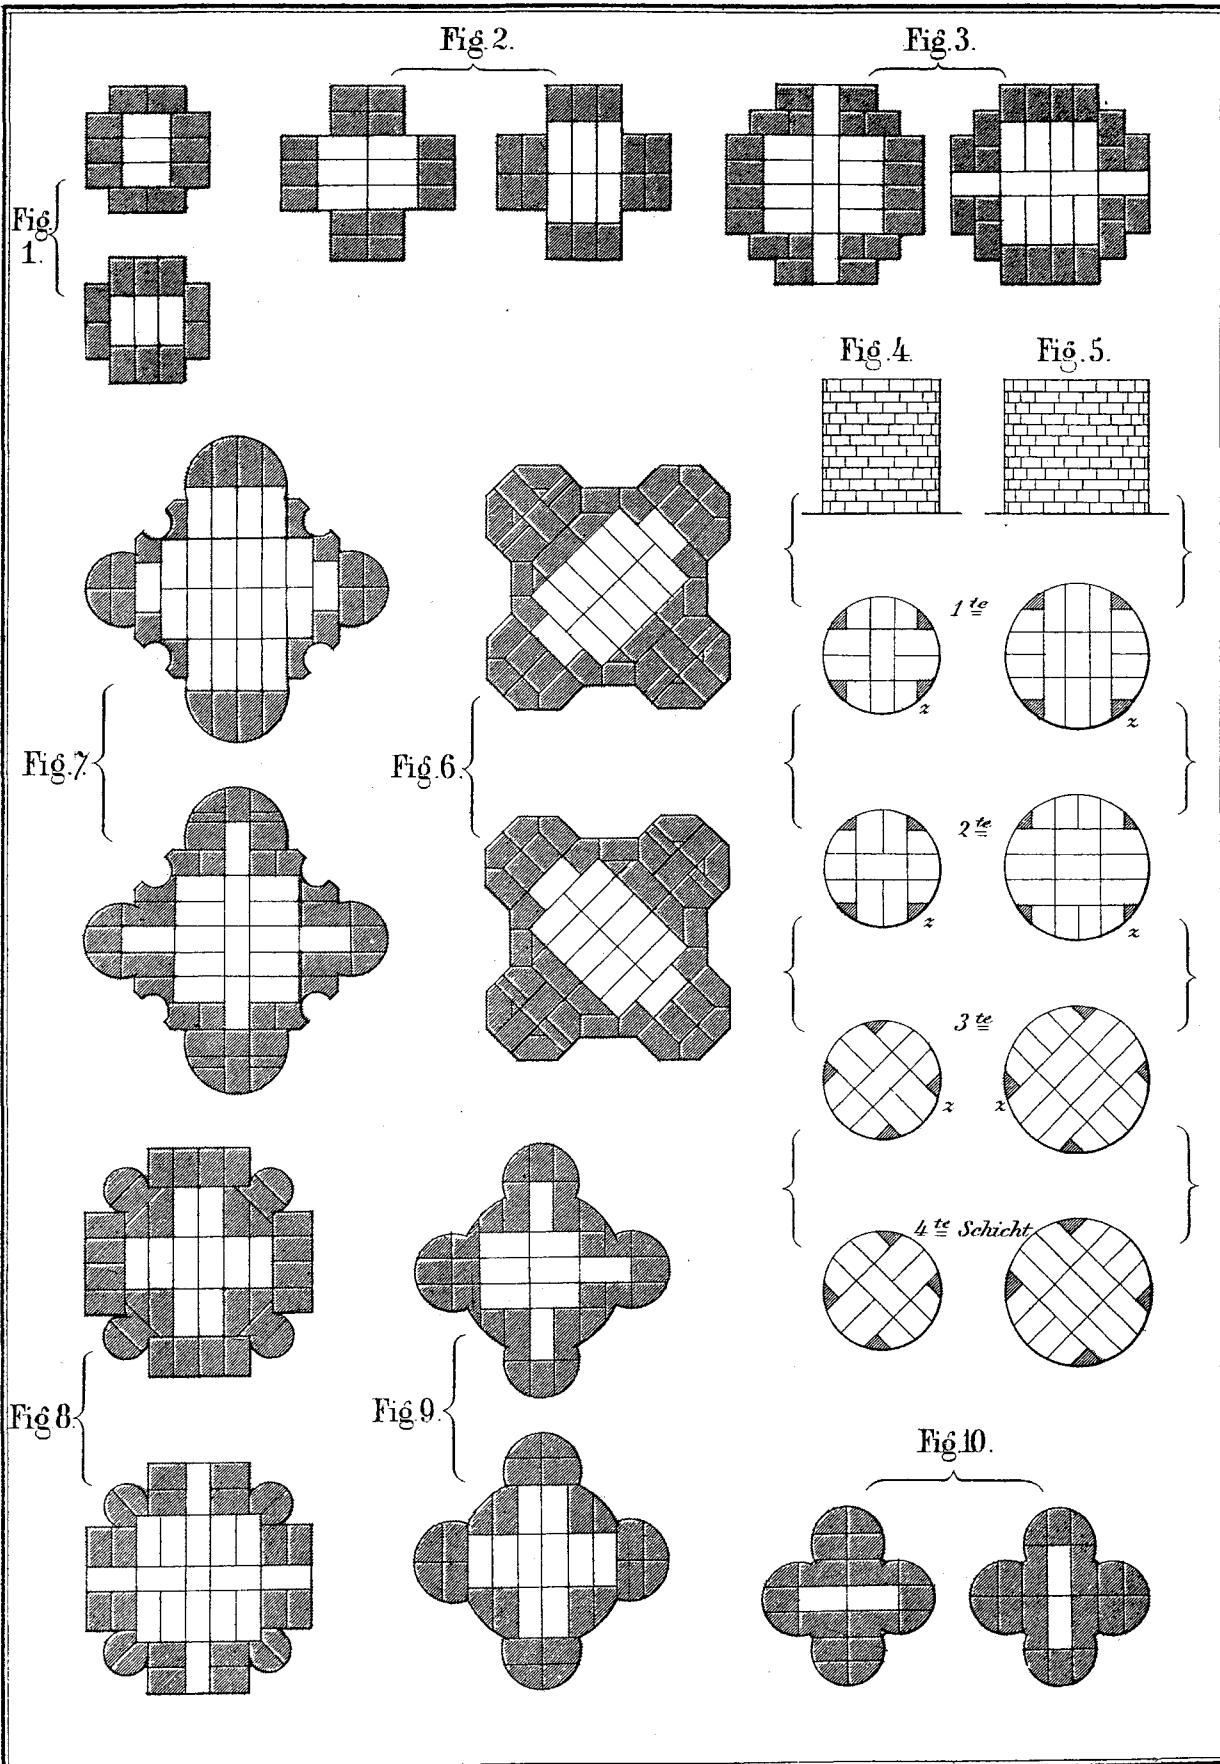 Fig. 2.
Fig. 3.
Fig.
1.
Fig. 4.
Fig. 5.
1te
z
z
Fig. 7.
Fig. 6.
2te
z
z
3te
z
z
4te Schicht
Fig. 8.
Fig. 9.
Fig. 10.